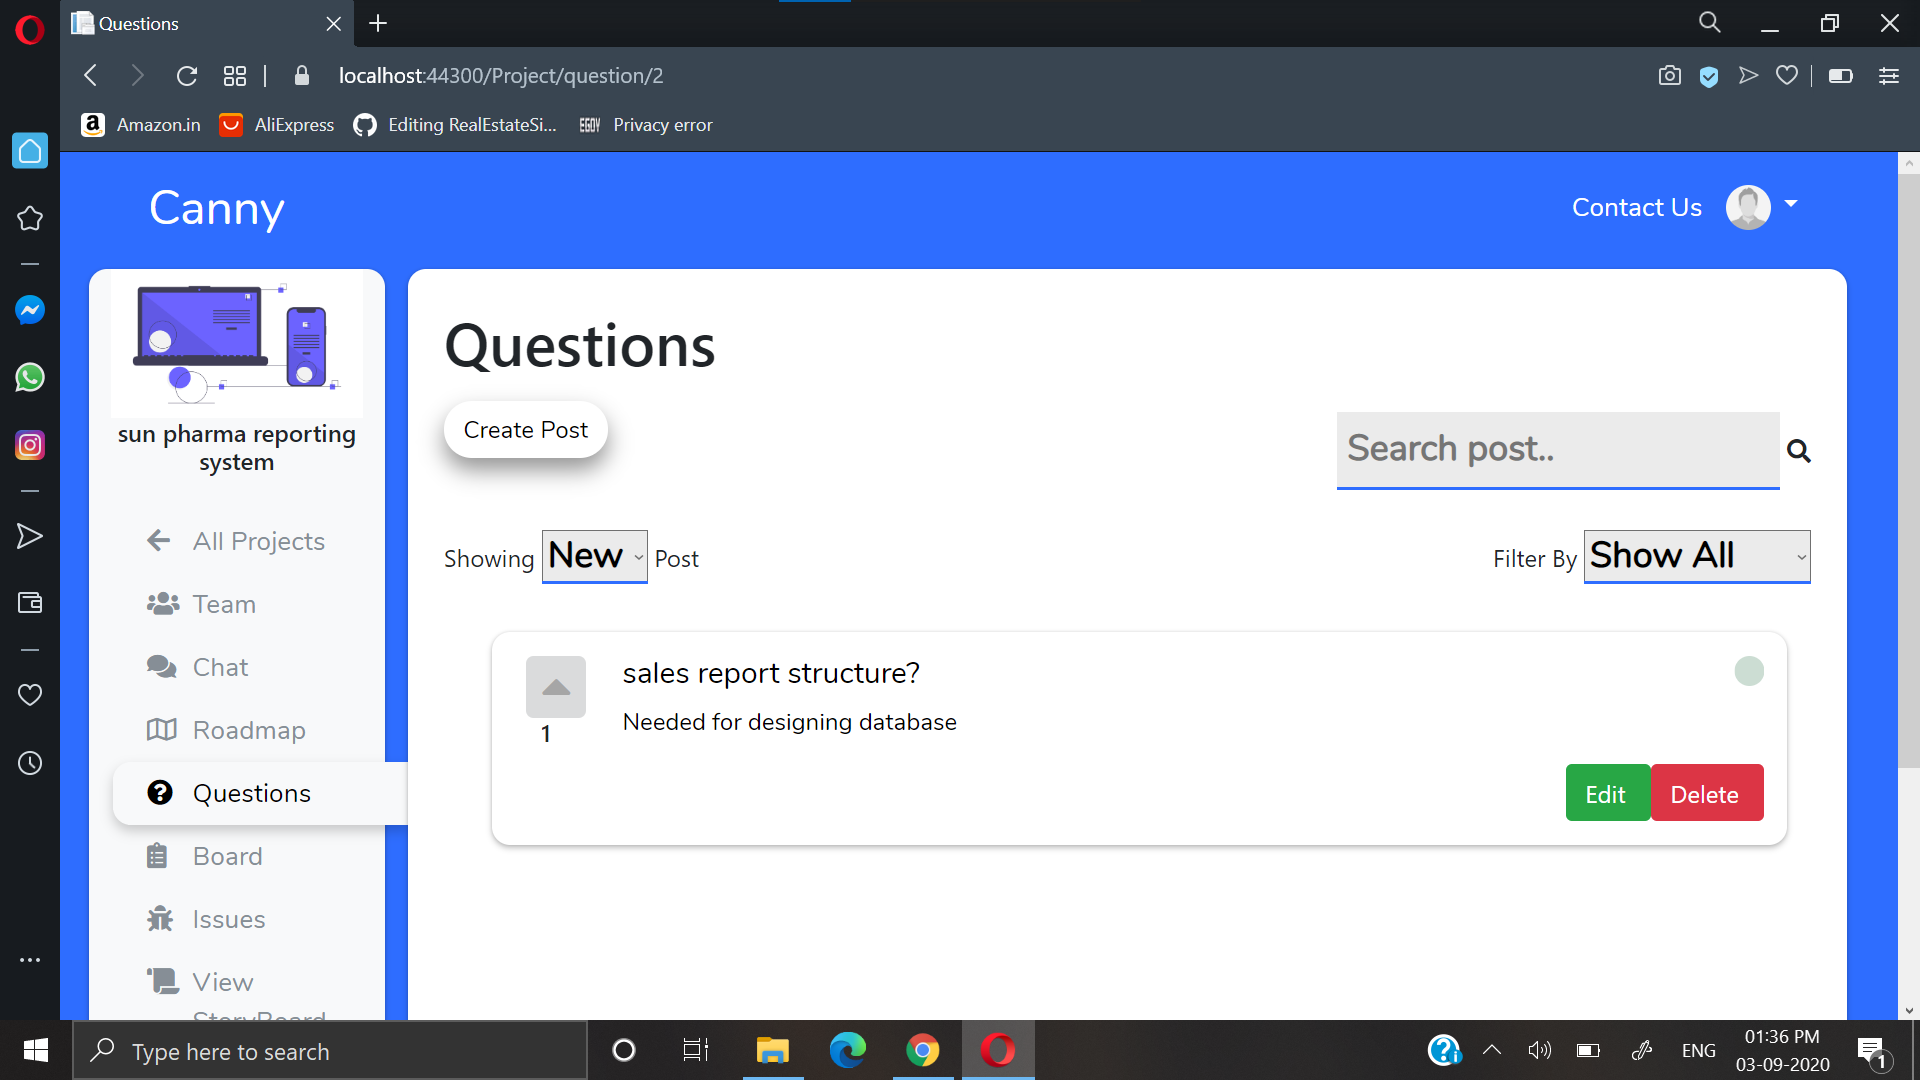 Questions
localhost:44300/Project/question/2
Amazon.in
AliExpress
Editing RealEstateSi...
EGOV
Privacy error
Canny
Contact Us
sun pharma reporting
system
All Projects
Team
Chat
Roadmap
Questions
Board
Issues
View
StoryBoard
Questions
Create Post
Search post..
Showing New Post
Filter By Show All
sales report structure?
Needed for designing database
1
Edit
Delete
Type here to search
ENG
01:36 PM
03-09-2020
1